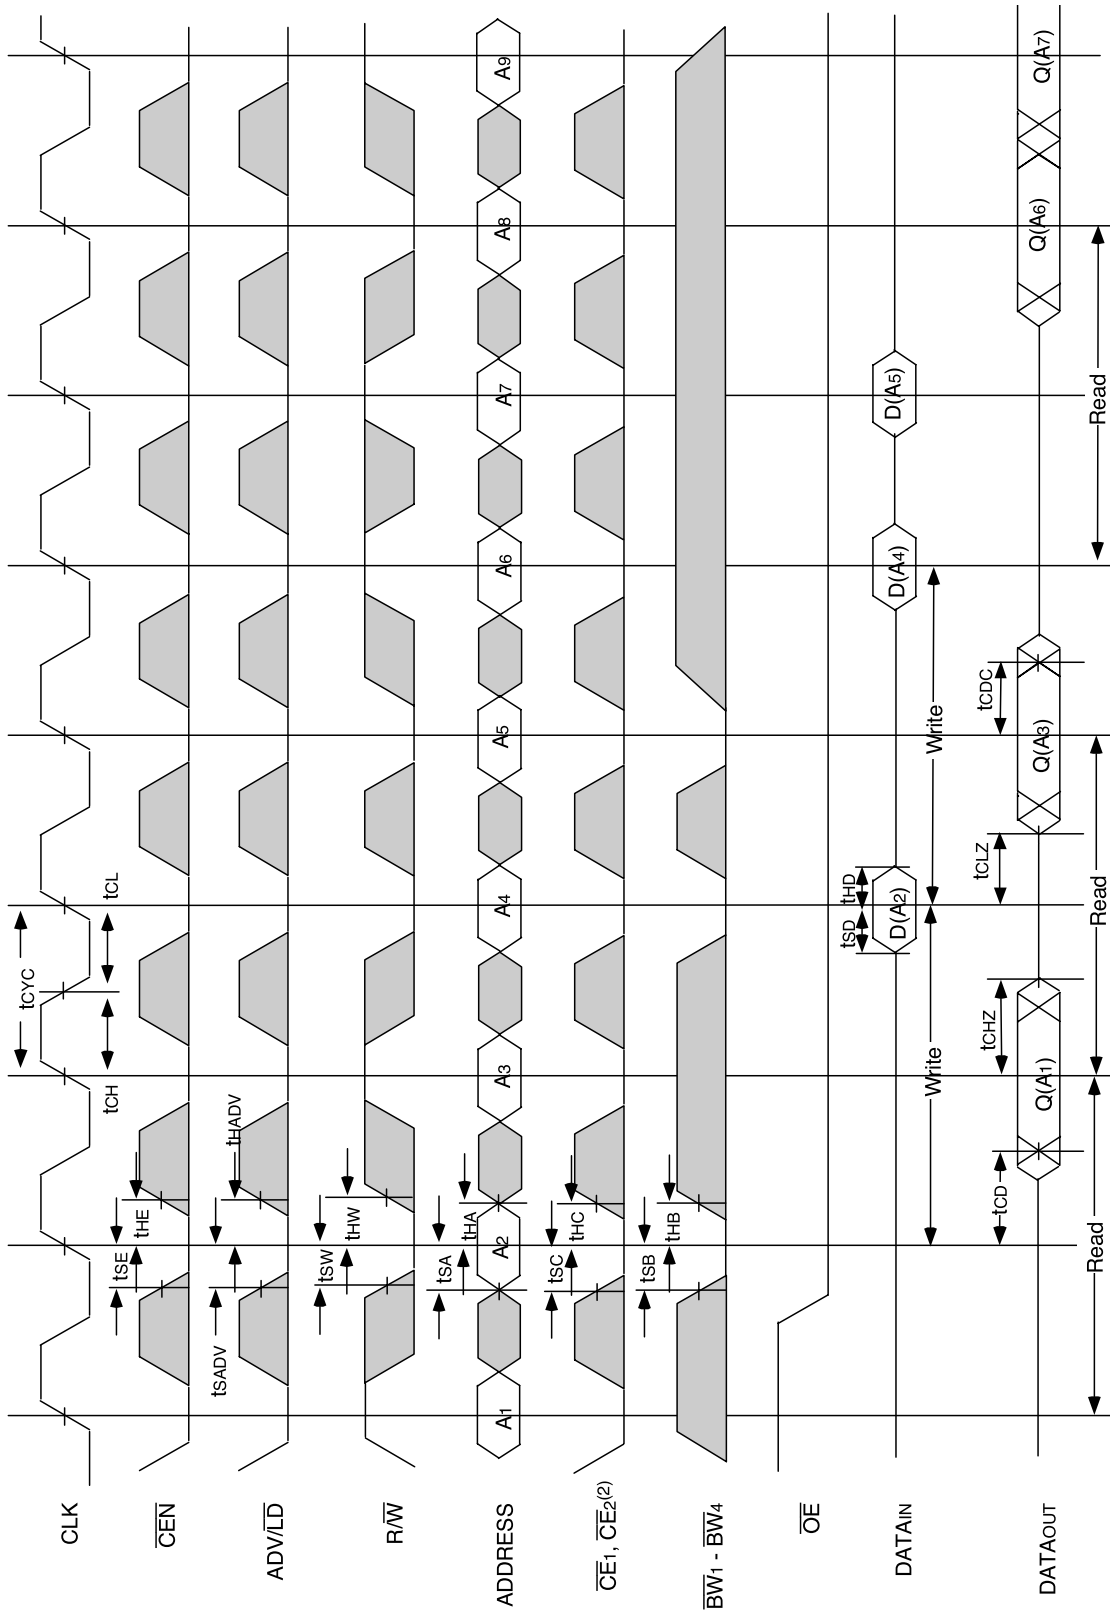 CLK
tCYC
tCH
tCL
CEN
tSE
tHE
ADV/LD
tSADV
tHADV
R/W
tSW
tHW
ADDRESS
tSA
tHA
A1
A2
A3
A4
A5
A6
A7
A8
A9
CE1, CE2(2)
tSC
tHC
BW1 - BW4
tSB
tHB
OE
DATAIN
tSD
tHD
D(A2)
D(A4)
D(A5)
Write
Write
DATAOUT
tCD
tCHZ
tCLZ
tCDC
Q(A1)
Q(A3)
Q(A6)
Q(A7)
Read
Read
Read